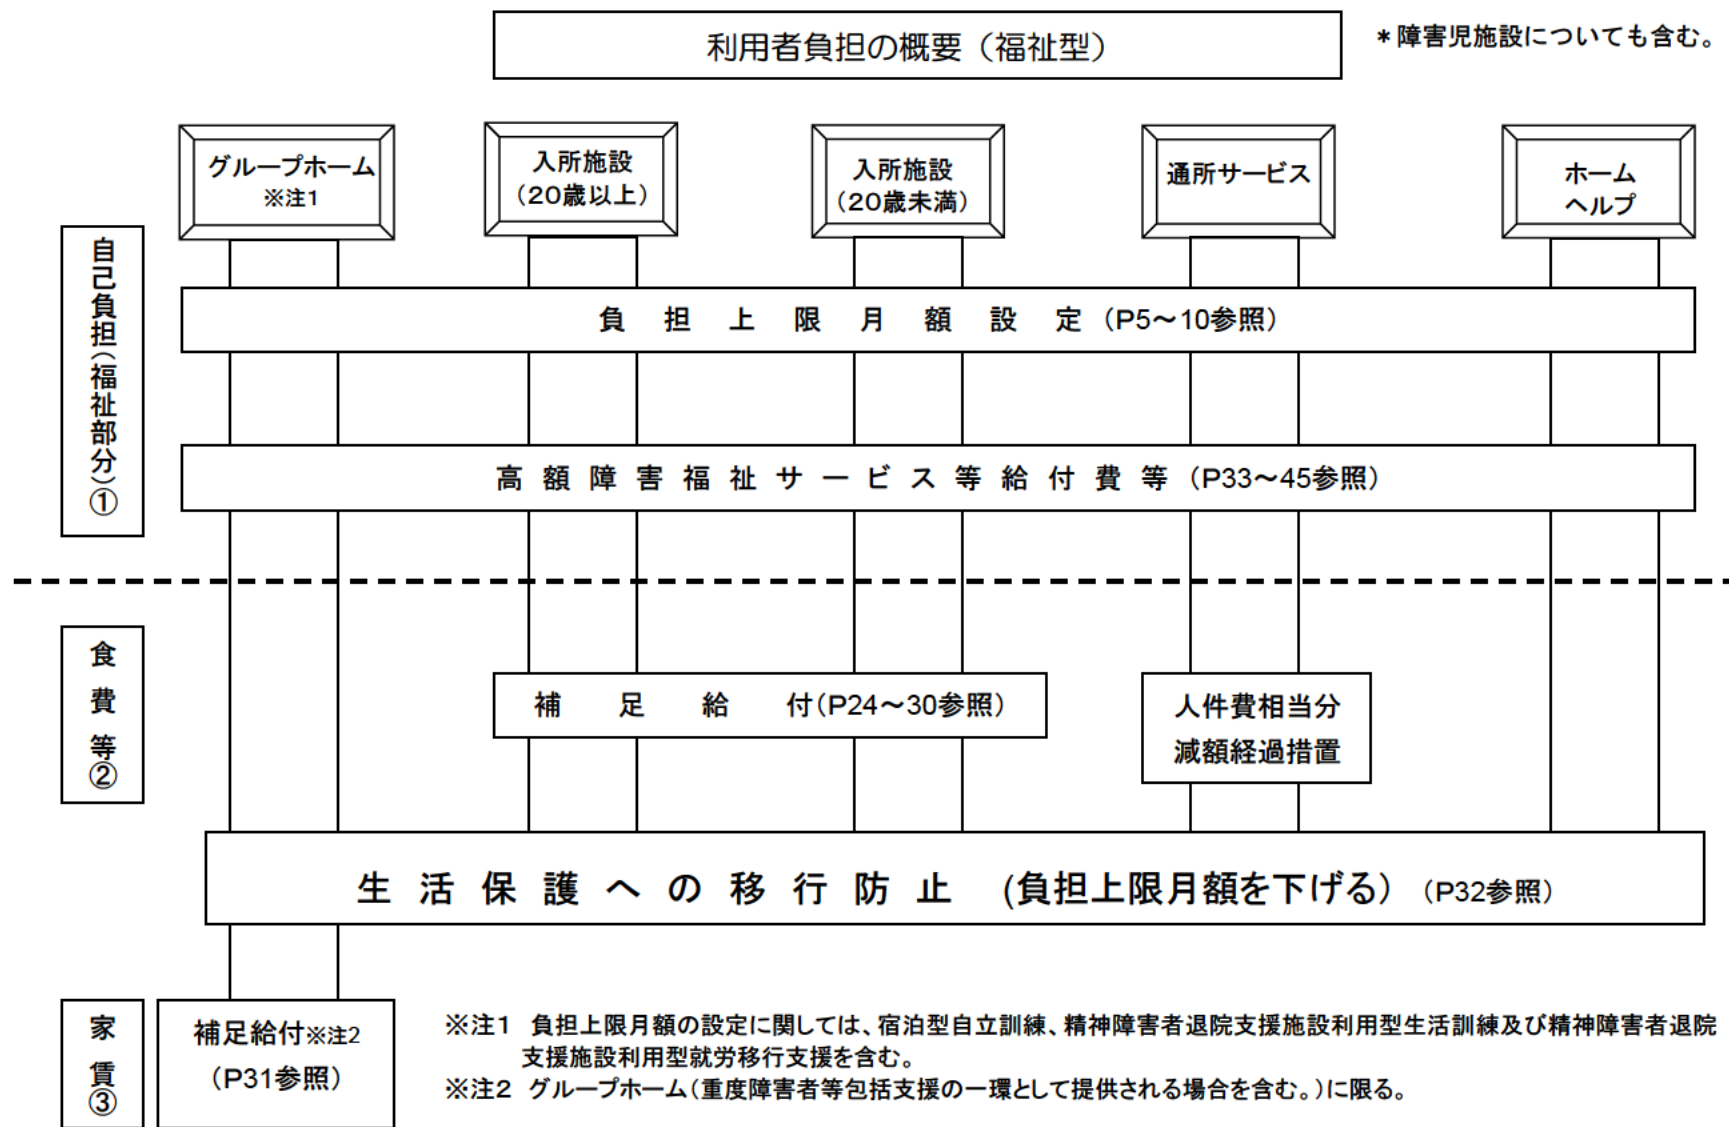 利用者負担の概要（福祉型）
＊障害児施設についても含む。
グループホーム
※注1
入所施設
（20歳以上）
入所施設
（20歳未満）
通所サービス
ホーム
ヘルプ
自己負担（福祉部分）①
負担上限月額設定（P5～10参照）
高額障害福祉サービス等給付費等（P33～45参照）
食費等②
補足給付（P24～30参照）
人件費相当分
減額経過措置
生活保護への移行防止 （負担上限月額を下げる）（P32参照）
家賃③
補足給付※注2
（P31参照）
※注1 負担上限月額の設定に関しては、宿泊型自立訓練、精神障害者退院支援施設利用型生活訓練及び精神障害者退院
支援施設利用型就労移行支援を含む。
※注2 グループホーム（重度障害者等包括支援の一環として提供される場合を含む。）に限る。